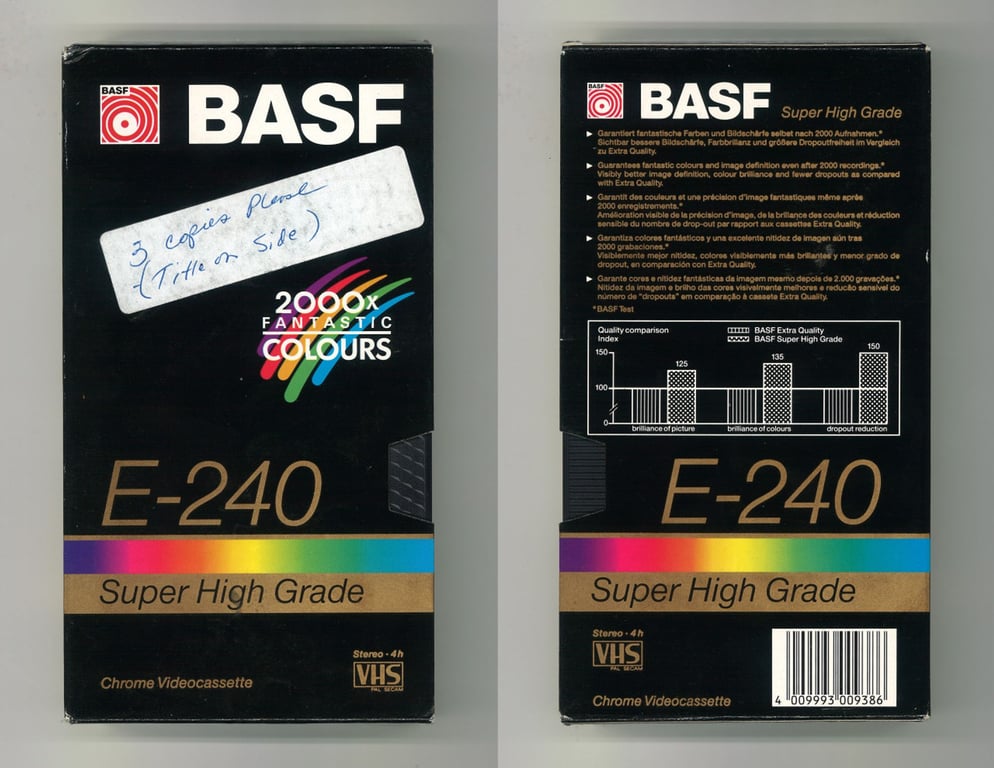 BASF
BASF
3 copies Please
(Title on Side)
2000x
FANTASTIC
COLOURS
E-240
Super High Grade
Stereo · 4h
VHS
PAL SECAM
Chrome Videocassette
BASF
BASF Super High Grade
► Garantiert fantastische Farben und Bildschärfe selbst nach 2000 Aufnahmen.*
Sichtbar bessere Bildschärfe, Farbbrillanz und größere Dropoutfreiheit im Vergleich
zu Extra Quality.
► Guarantees fantastic colours and image definition even after 2000 recordings.*
Visibly better image definition, colour brilliance and fewer dropouts as compared
with Extra Quality.
► Garantit des couleurs et une précision d'image fantastiques même après
2000 enregistrements.*
Amélioration visible de la précision d'image, de la brillance des couleurs et réduction
sensible du nombre de drop-out par rapport aux cassettes Extra Quality.
► Garantiza colores fantásticos y una excelente nitidez de imagen aún tras
2000 grabaciones.*
Visiblemente mejor nitidez, colores visiblemente más brillantes y menor grado de
dropout, en comparación con Extra Quality.
► Garante cores e nitidez fantásticas da imagem mesmo depois de 2.000 gravações.*
Nitidez da imagem e brilho das cores visivelmente melhores e reducão sensível do
número de "dropouts" em comparação à cassete Extra Quality.
*BASF Test
Quality comparison
Index
BASF Extra Quality
BASF Super High Grade
150
100
0
125
135
150
brilliance of picture
brilliance of colours
dropout reduction
E-240
Super High Grade
Stereo · 4h
VHS
PAL SECAM
Chrome Videocassette
4 009993 009386